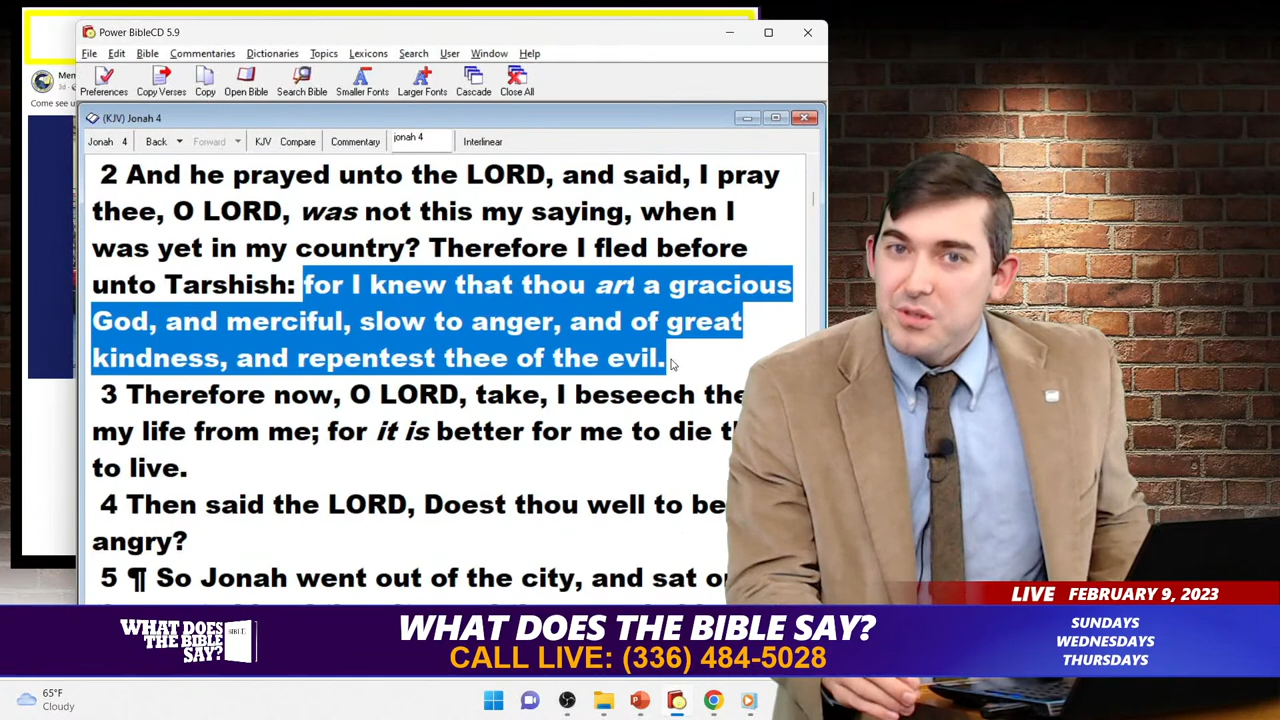 Power BibleCD 5.9
File Edit Bible Commentaries Dictionaries Topics Lexicons Search User Window Help
Preferences Copy Verses Copy Open Bible Search Bible Smaller Fonts Larger Fonts Cascade Close All
3d
Come see u
(KJV) Jonah 4
Jonah 4 Back Forward KJV Compare Commentary jonah 4 Interlinear
2 And he prayed unto the LORD, and said, I pray
thee, O LORD, was not this my saying, when I
was yet in my country? Therefore I fled before
unto Tarshish: for I knew that thou art a gracious
God, and merciful, slow to anger, and of great
kindness, and repentest thee of the evil.
3 Therefore now, O LORD, take, I beseech the
my life from me; for it is better for me to die t
to live.
4 Then said the LORD, Doest thou well to be
angry?
5 ¶ So Jonah went out of the city, and sat o
LIVE FEBRUARY 9, 2023
WHAT DOES
THE BIBLE
SAY?
BIBLE
WHAT DOES THE BIBLE SAY?
CALL LIVE: (336) 484-5028
SUNDAYS
WEDNESDAYS
THURSDAYS
65°F
Cloudy